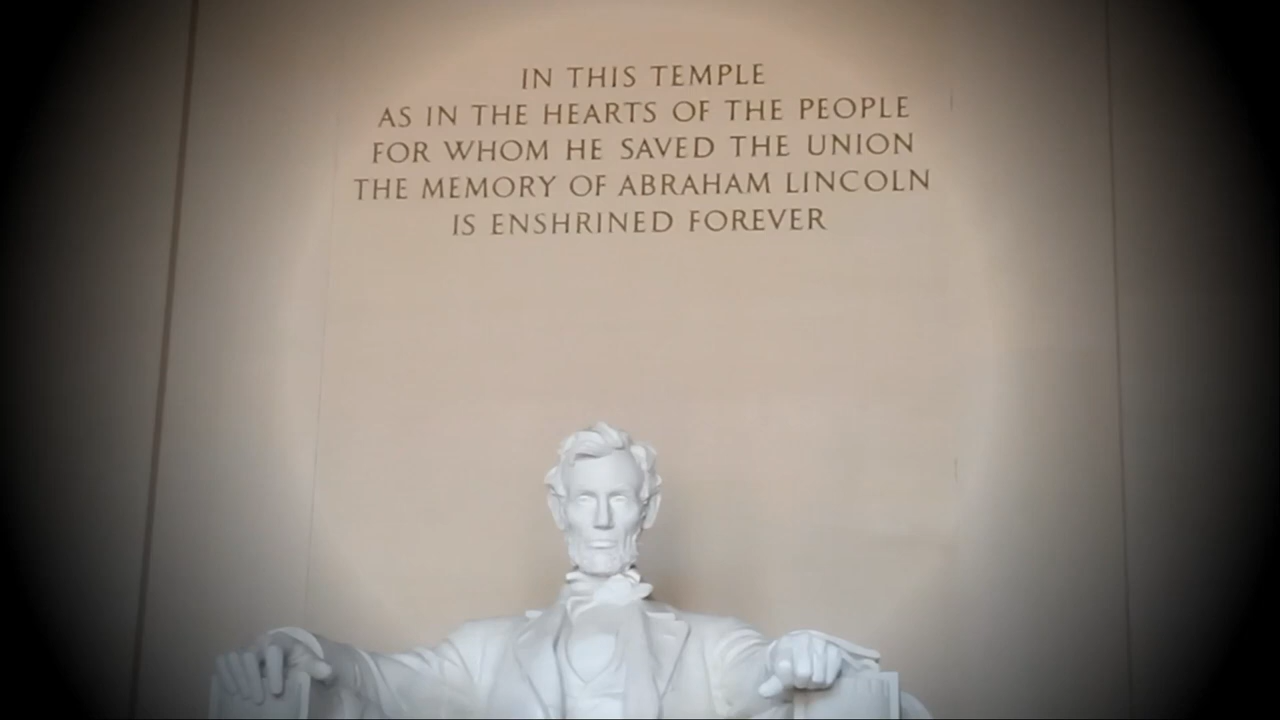 IN THIS TEMPLE
AS IN THE HEARTS OF THE PEOPLE
FOR WHOM HE SAVED THE UNION
THE MEMORY OF ABRAHAM LINCOLN
IS ENSHRINED FOREVER